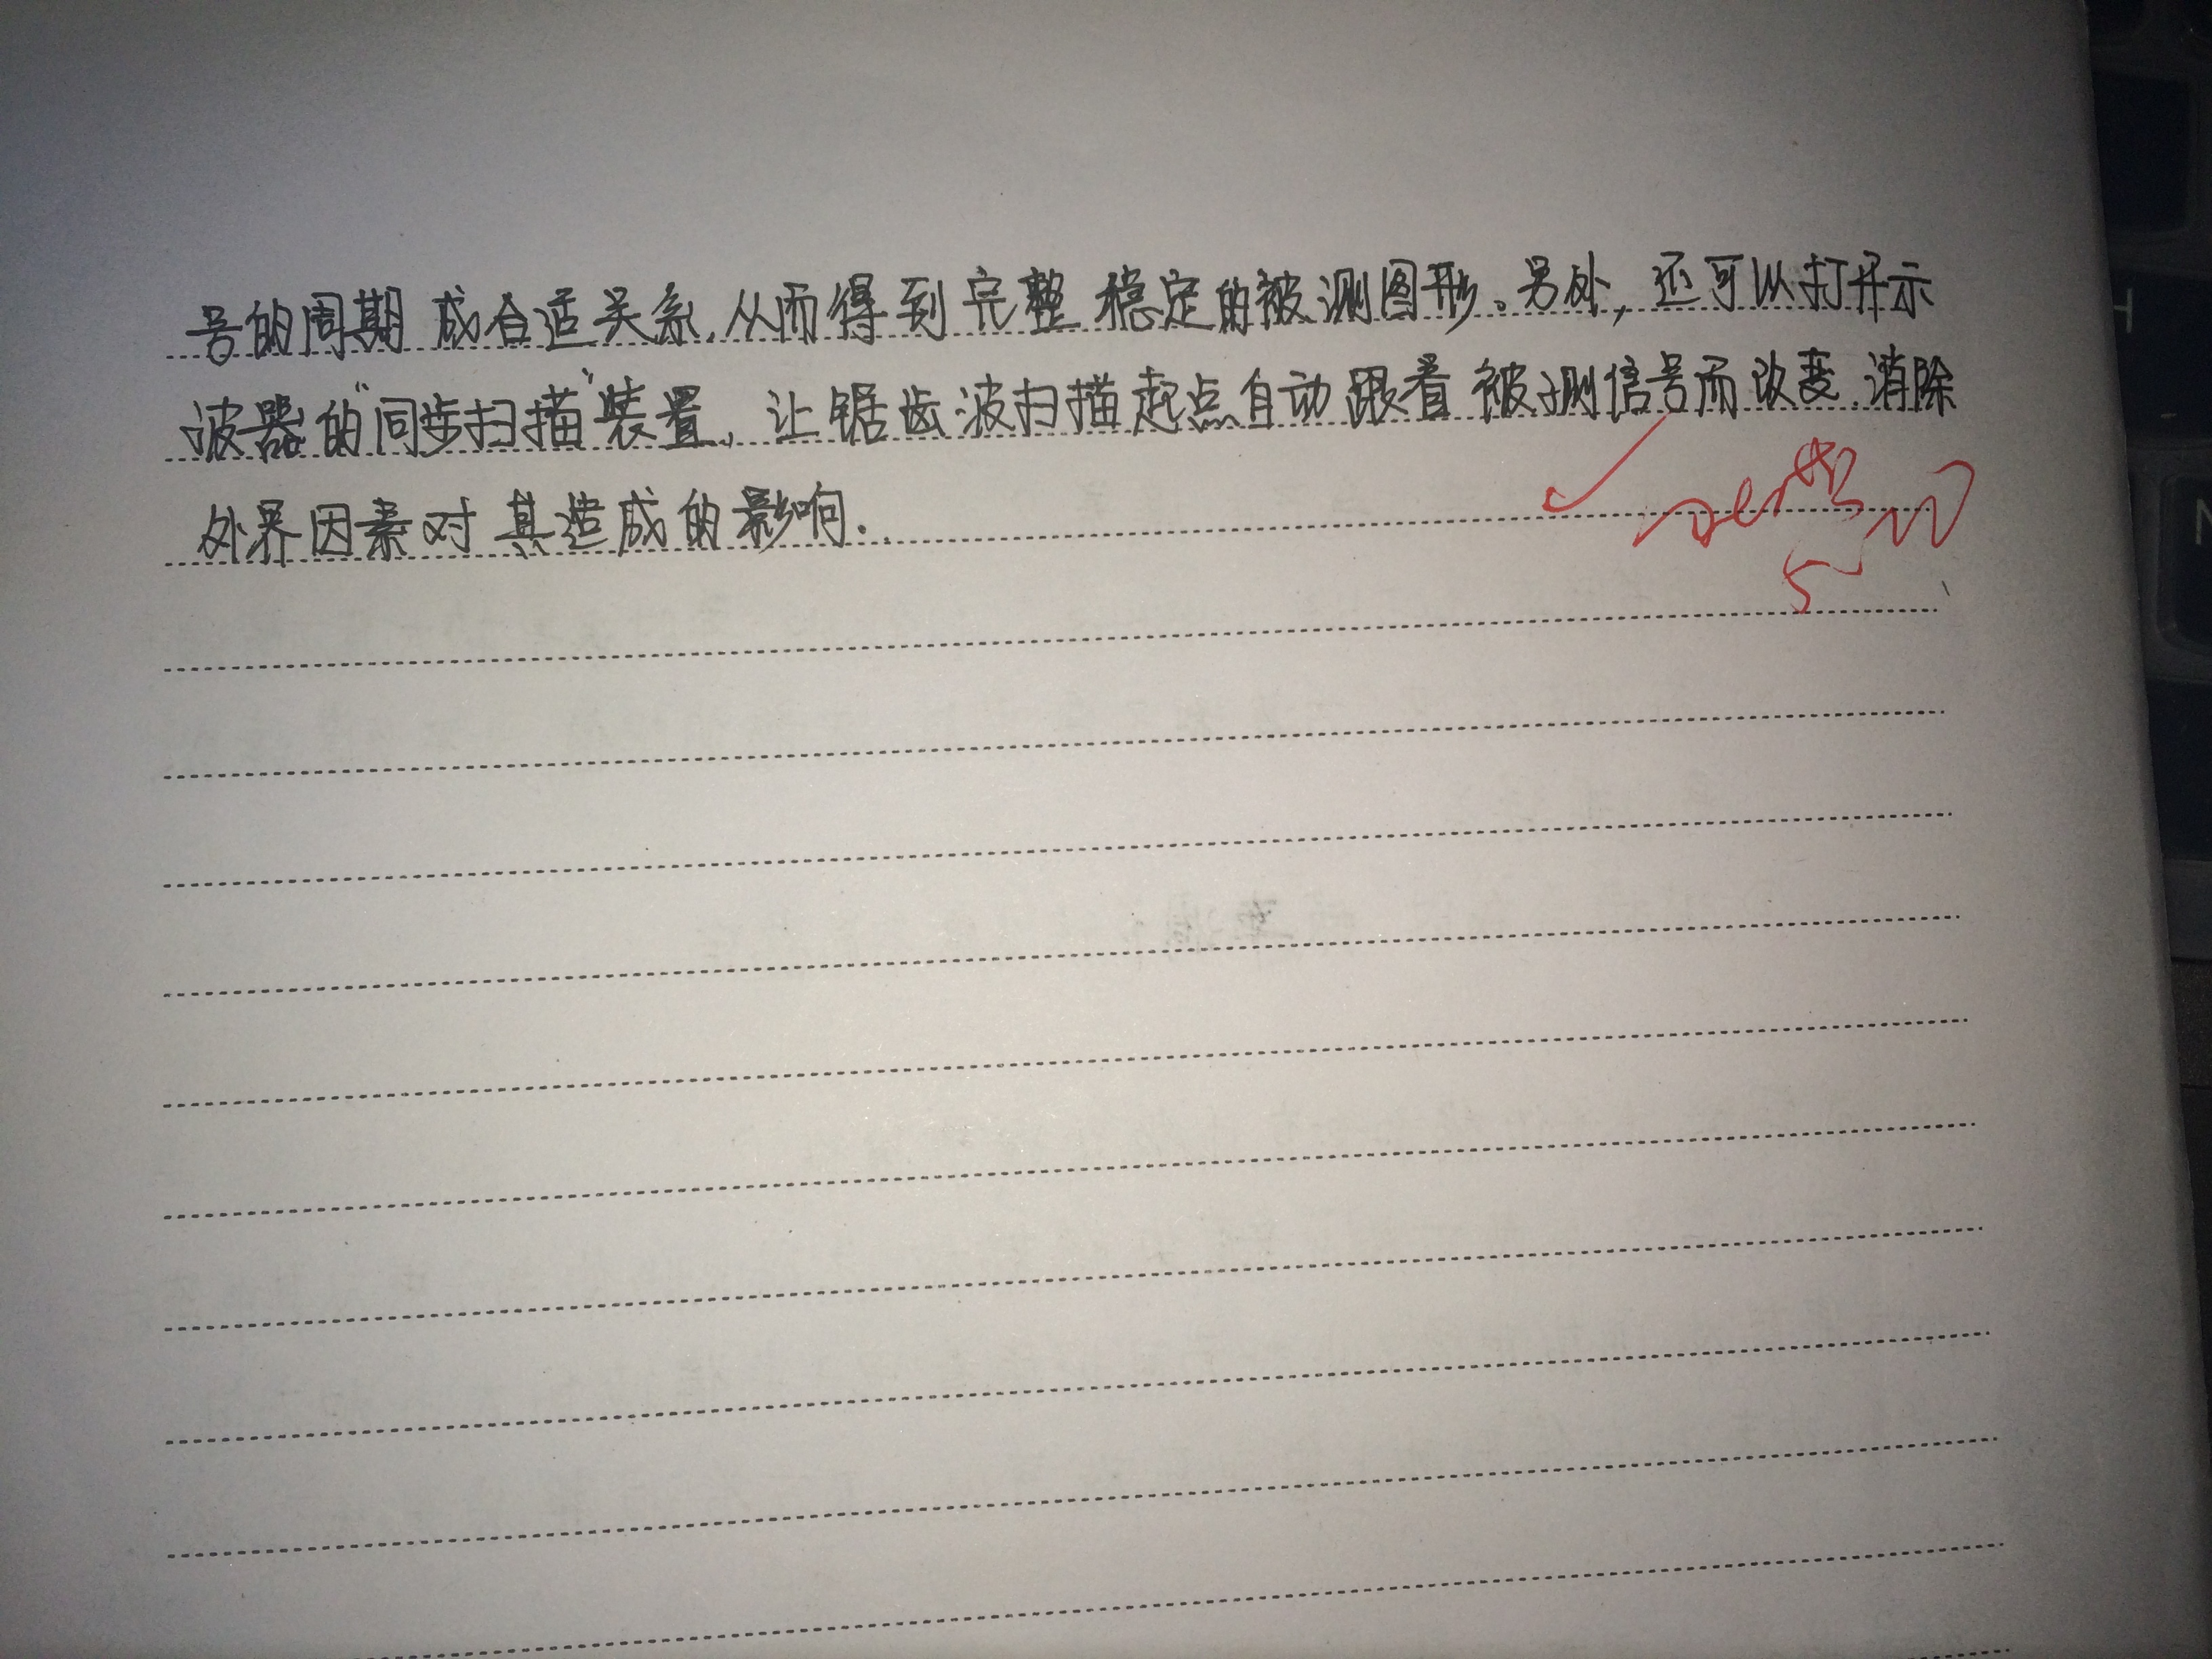 号的周期成合适关系,从而得到完整稳定的被测图形。另处,还可以打开示
波器的“同步扫描”装置,让锯齿波扫描起点自动跟着被测信号而改变.消除
外界因素对其造成的影响.